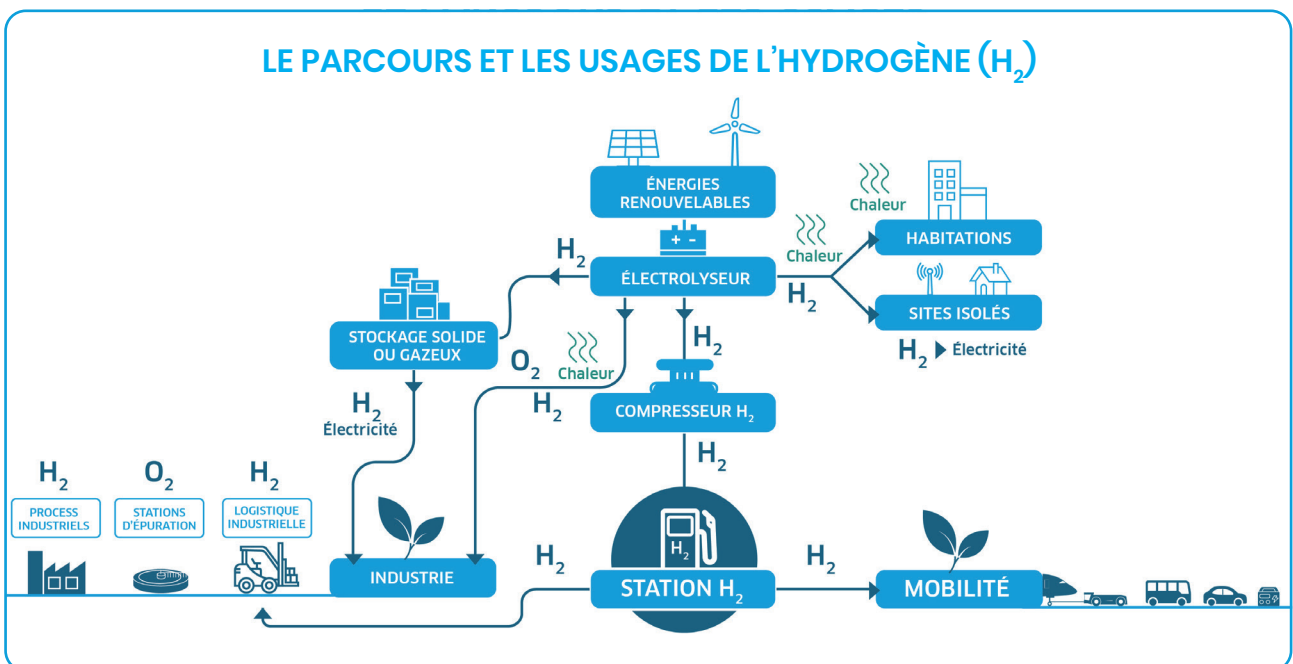 LE PARCOURS ET LES USAGES DE L'HYDROGÈNE (H₂)
ÉNERGIES
RENOUVELABLES
+ -
ÉLECTROLYSEUR
H₂
H₂
Chaleur
Chaleur
HABITATIONS
SITES ISOLÉS
H₂ ▶ Électricité
STOCKAGE SOLIDE
OU GAZEUX
H₂
Électricité
O₂
Chaleur
H₂
H₂
COMPRESSEUR H₂
H₂
H₂
PROCESS
INDUSTRIELS
O₂
STATIONS
D'ÉPURATION
H₂
LOGISTIQUE
INDUSTRIELLE
INDUSTRIE
H₂
H₂
STATION H₂
H₂
MOBILITÉ